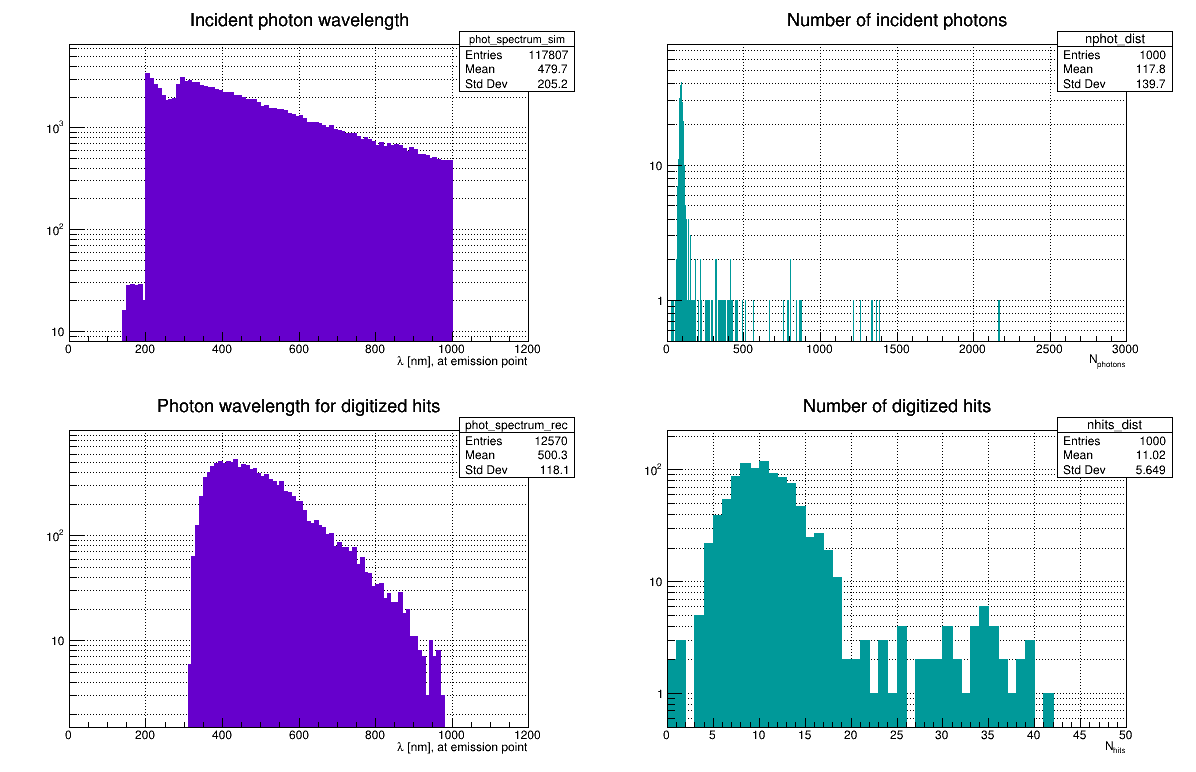 Incident photon wavelength
phot_spectrum_sim
Entries 117807
Mean 479.7
Std Dev 205.2
10³
10²
10
0 200 400 600 800 1000 1200
λ [nm], at emission point
Number of incident photons
nphot_dist
Entries 1000
Mean 117.8
Std Dev 139.7
10
1
0 500 1000 1500 2000 2500 3000
N_photons
Photon wavelength for digitized hits
phot_spectrum_rec
Entries 12570
Mean 500.3
Std Dev 118.1
10²
10
0 200 400 600 800 1000 1200
λ [nm], at emission point
Number of digitized hits
nhits_dist
Entries 1000
Mean 11.02
Std Dev 5.649
10²
10
1
0 5 10 15 20 25 30 35 40 45 50
N_hits